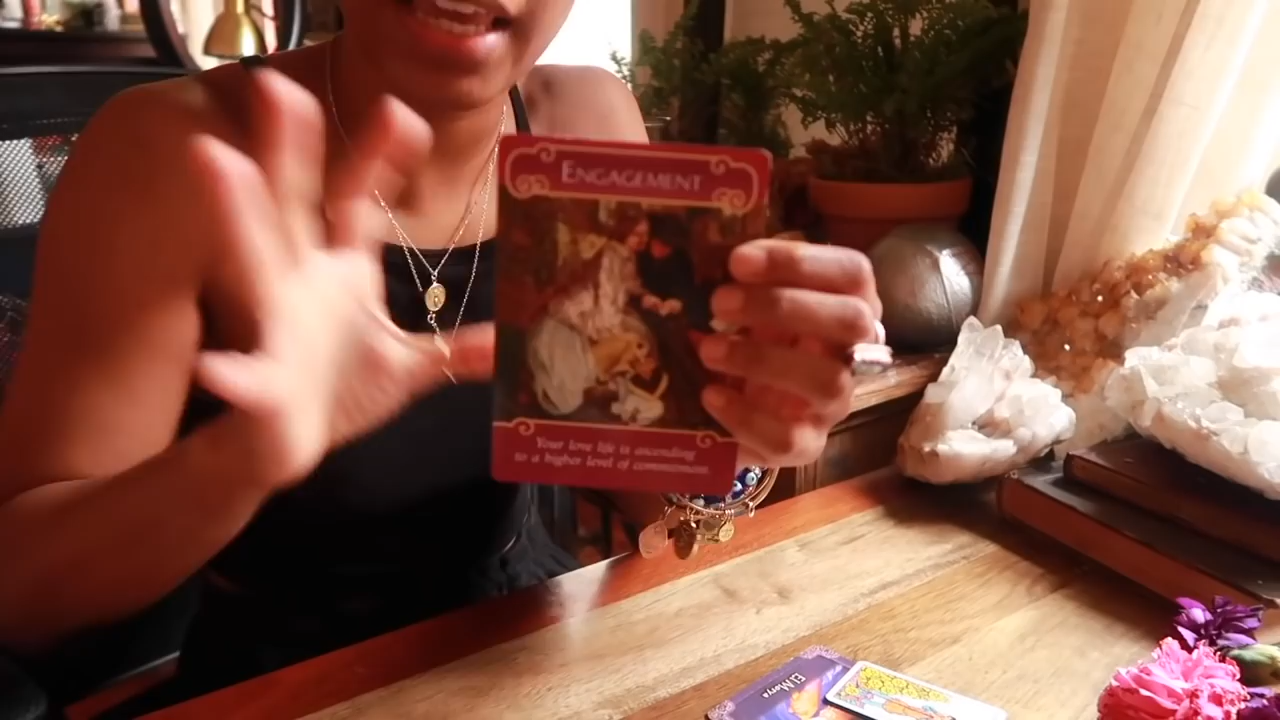 ENGAGEMENT
Your love life is ascending
to a higher level of commitment.
El Morya